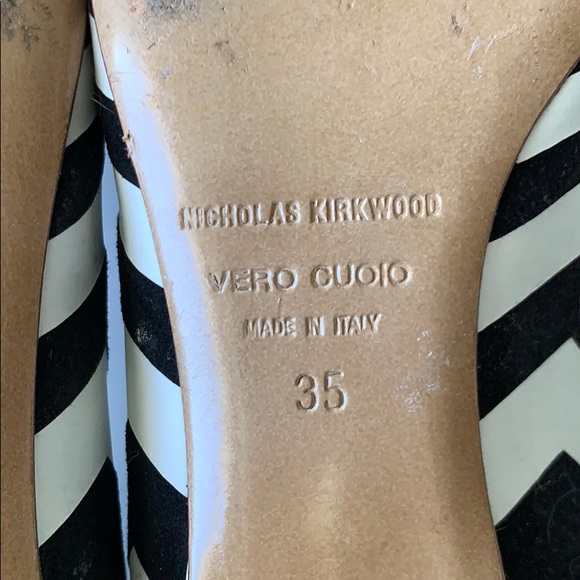 NICHOLAS KIRKWOOD
VERO CUOIO
MADE IN ITALY
35